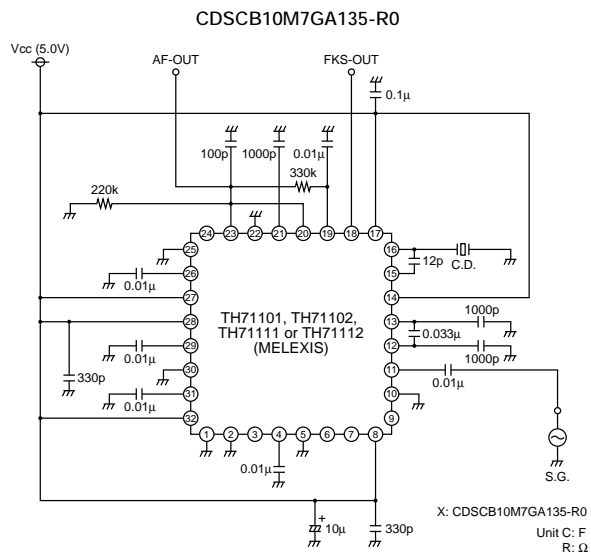 CDSCB10M7GA135-R0
Vcc (5.0V)
AF-OUT
FKS-OUT
0.1μ
100p
1000p
0.01μ
330k
220k
24
23
22
21
20
19
18
17
25
16
12p
C.D.
26
15
0.01μ
27
14
TH71101, TH71102,
TH71111 or TH71112
(MELEXIS)
28
13
1000p
0.033μ
29
12
0.01μ
1000p
330p
30
11
0.01μ
31
10
0.01μ
32
9
1
2
3
4
5
6
7
8
0.01μ
S.G.
+
10μ
330p
X: CDSCB10M7GA135-R0
Unit C: F
R: Ω